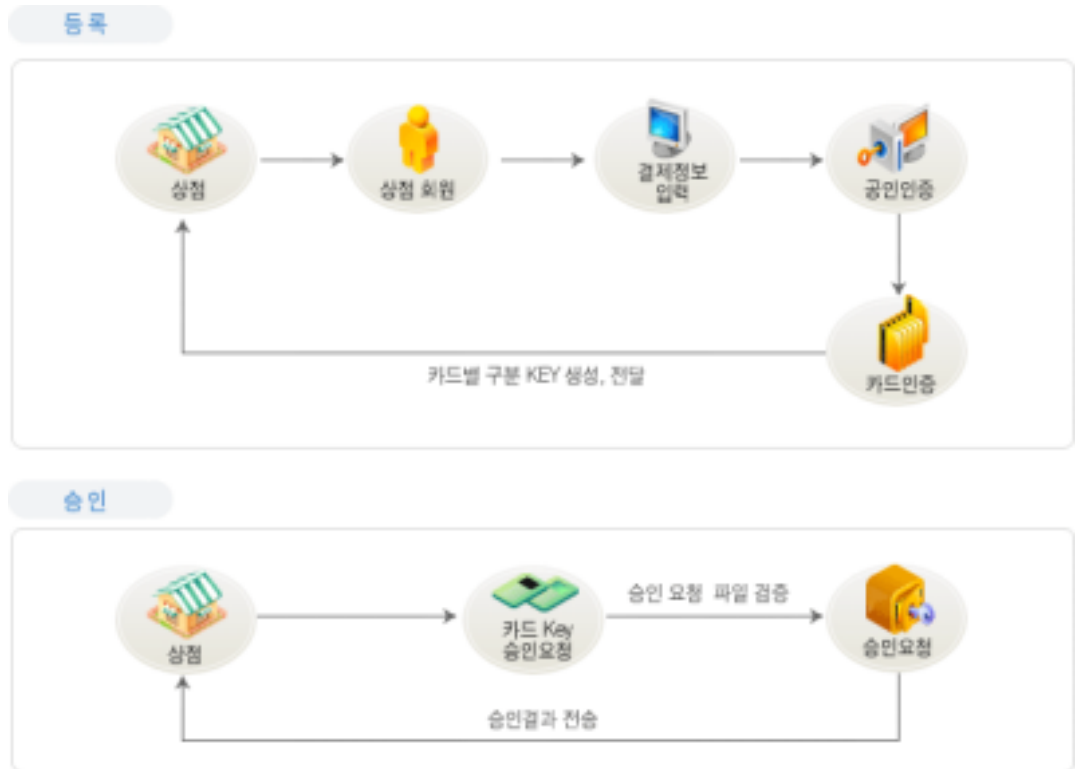 등록
상점
상점 회원
결제정보
입력
공인인증
카드별 구분 KEY 생성, 전달
카드인증
승인
상점
카드 Key
승인요청
승인 요청 파일 검증
승인요청
승인결과 전송